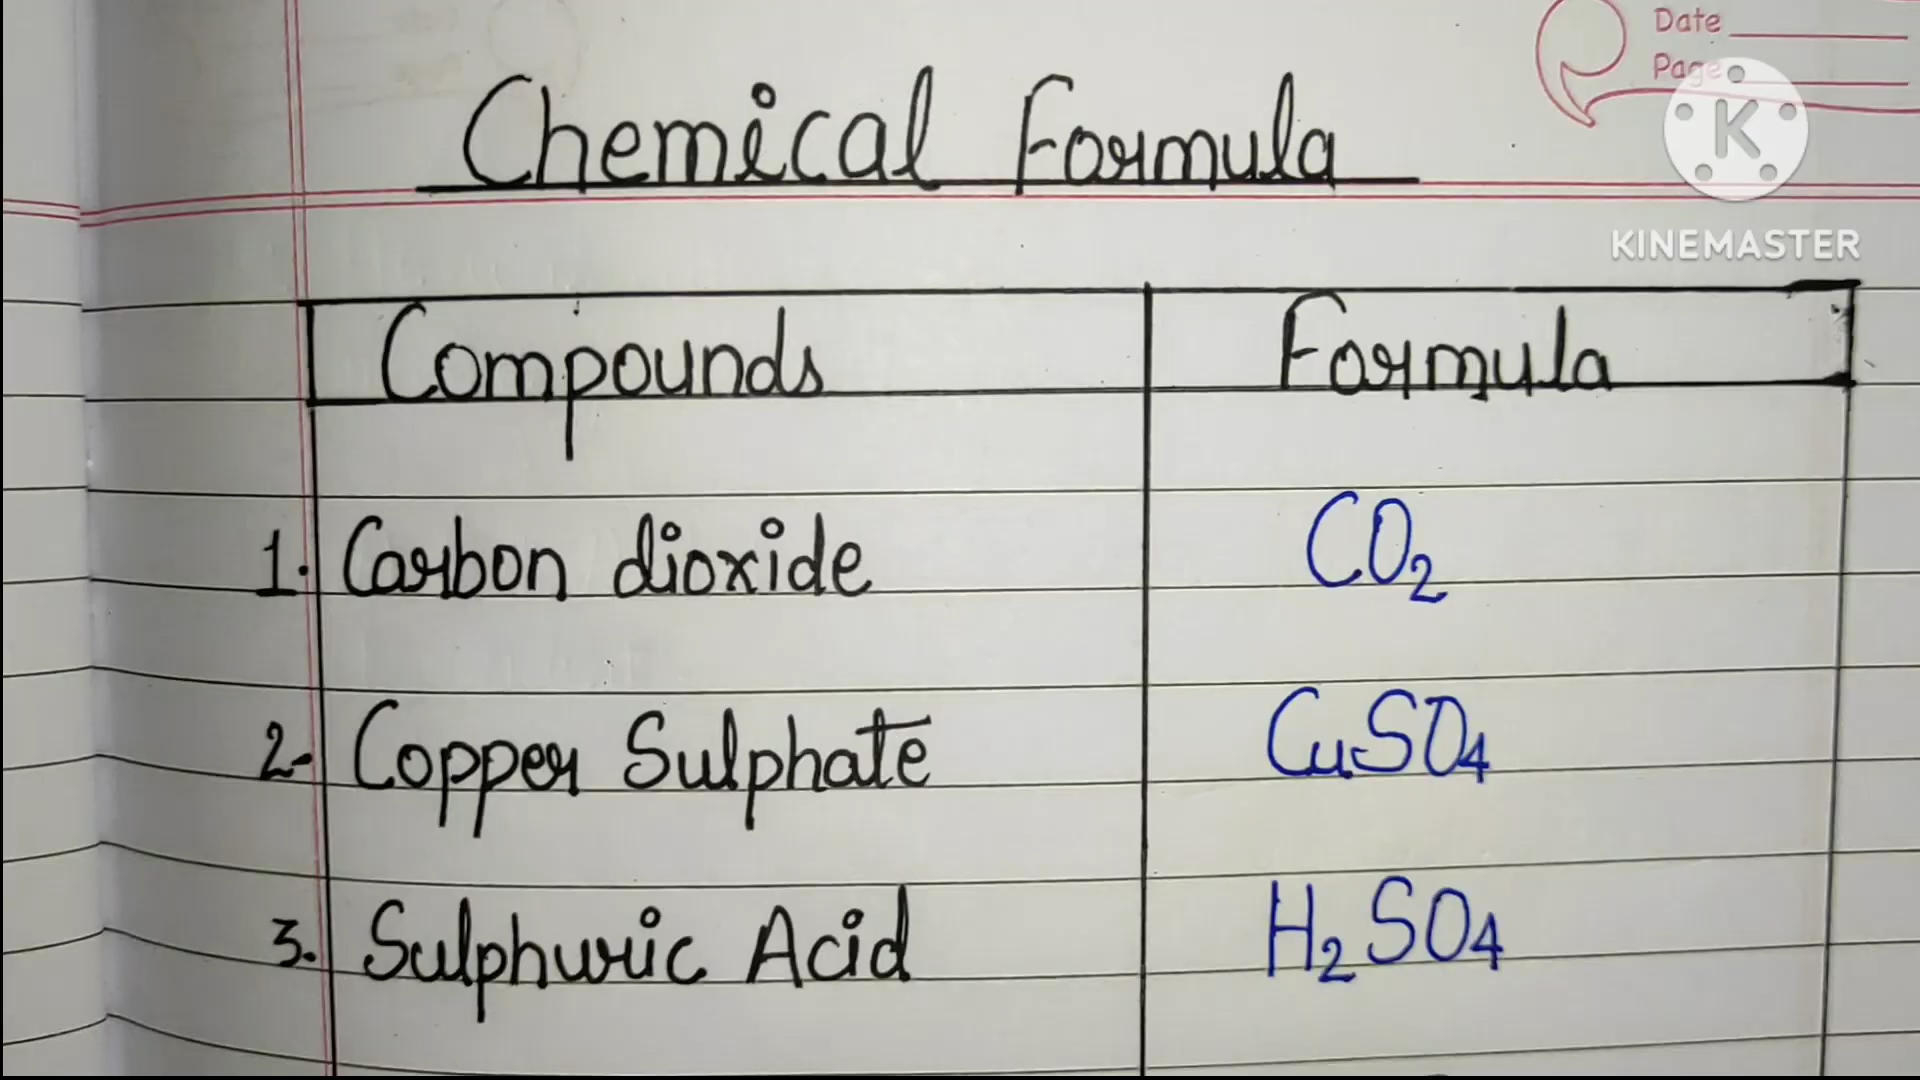 Date
Page
Chemical Formula
KINEMASTER
Compounds Formula
1. Carbon dioxide CO₂
2. Copper Sulphate CuSO₄
3. Sulphuric Acid H₂SO₄